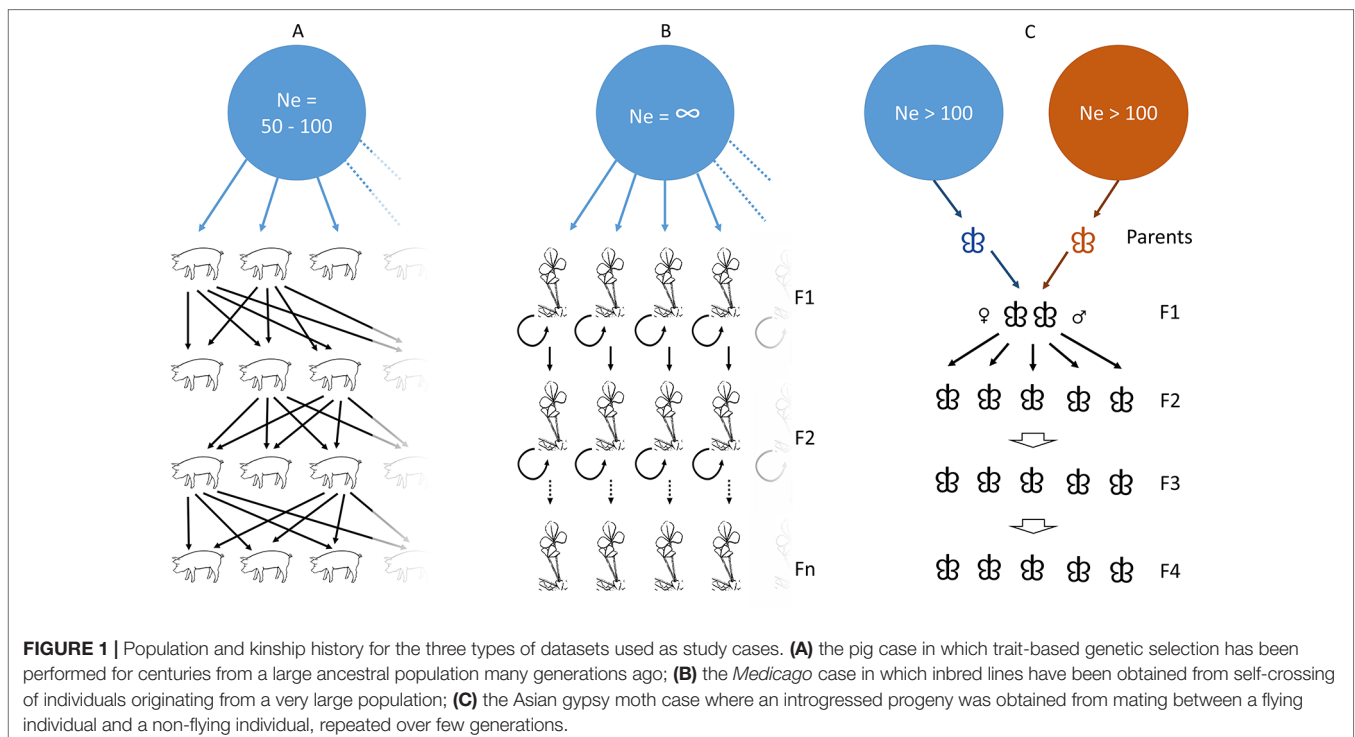 A
B
C
Ne =
50 - 100
Ne = ∞
Ne > 100
Ne > 100
Parents
F1
♀
♂
F1
F2
F2
F3
Fn
F4
FIGURE 1 | Population and kinship history for the three types of datasets used as study cases. (A) the pig case in which trait-based genetic selection has been
performed for centuries from a large ancestral population many generations ago; (B) the Medicago case in which inbred lines have been obtained from self-crossing
of individuals originating from a very large population; (C) the Asian gypsy moth case where an introgressed progeny was obtained from mating between a flying
individual and a non-flying individual, repeated over few generations.